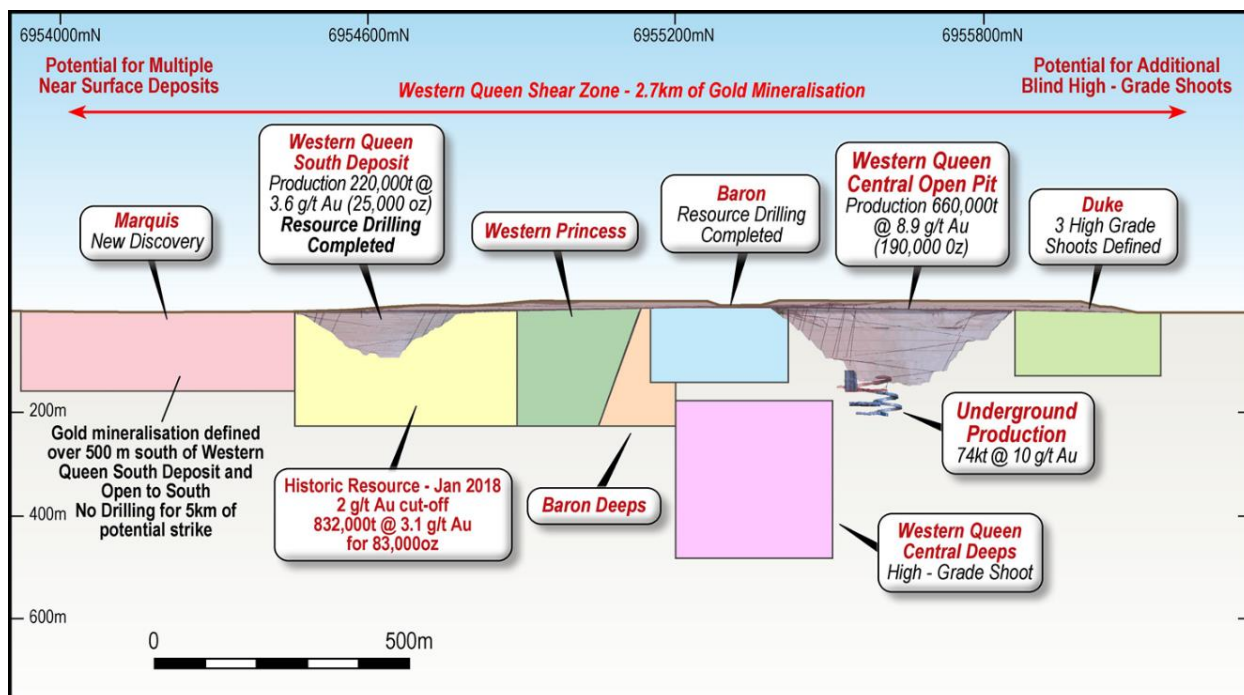 6954000mN
6954600mN
6955200mN
6955800mN
Potential for Multiple
Near Surface Deposits
Western Queen Shear Zone - 2.7km of Gold Mineralisation
Potential for Additional
Blind High - Grade Shoots
Marquis
New Discovery
Western Queen
South Deposit
Production 220,000t @
3.6 g/t Au (25,000 oz)
Resource Drilling
Completed
Western Princess
Baron
Resource Drilling
Completed
Western Queen
Central Open Pit
Production 660,000t
@ 8.9 g/t Au
(190,000 0z)
Duke
3 High Grade
Shoots Defined
200m
400m
600m
Gold mineralisation defined
over 500 m south of Western
Queen South Deposit and
Open to South
No Drilling for 5km of
potential strike
Historic Resource - Jan 2018
2 g/t Au cut-off
832,000t @ 3.1 g/t Au
for 83,000oz
Baron Deeps
Underground
Production
74kt @ 10 g/t Au
Western Queen
Central Deeps
High - Grade Shoot
0
500m